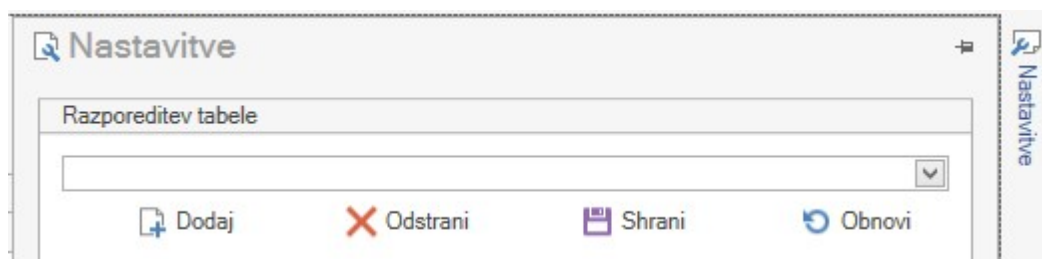 Nastavitve
Razporeditev tabele
Dodaj Odstrani Shrani Obnovi
Nastavitve